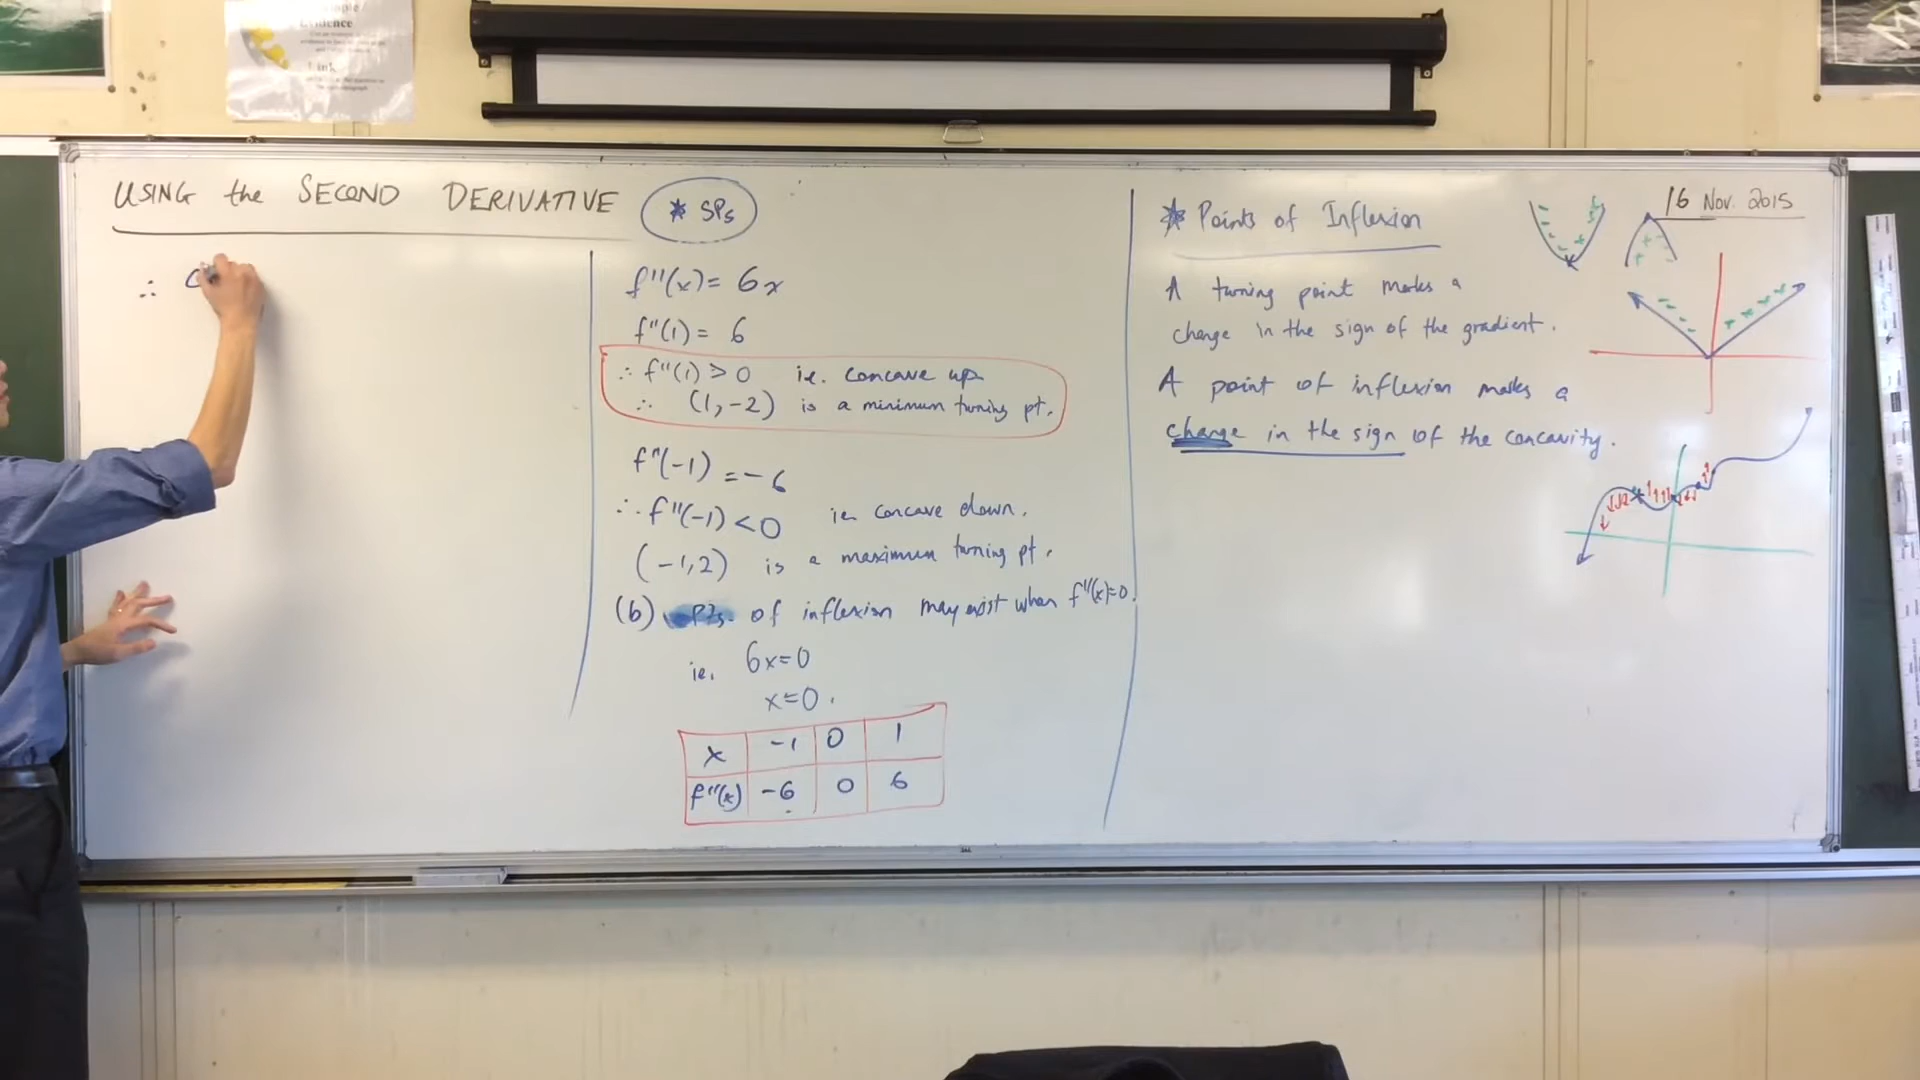 Evidence
Link
USING the SECOND DERIVATIVE
* SPs
∴
f''(x) = 6x
f''(1) = 6
∴ f''(1) > 0 ie. concave up
∴ (1, -2) is a minimum turning pt.
f''(-1) = -6
∴ f''(-1) < 0 ie. concave down.
(-1,2) is a maximum turning pt.
(b) of inflexion may exist when f''(x)=0.
ie. 6x=0
x=0.
x -1 0 1
f''(x) -6 0 6
16 Nov. 2015
* Points of Inflexion
A turning point marks a
change in the sign of the gradient.
A point of inflexion marks a
change in the sign of the concavity.